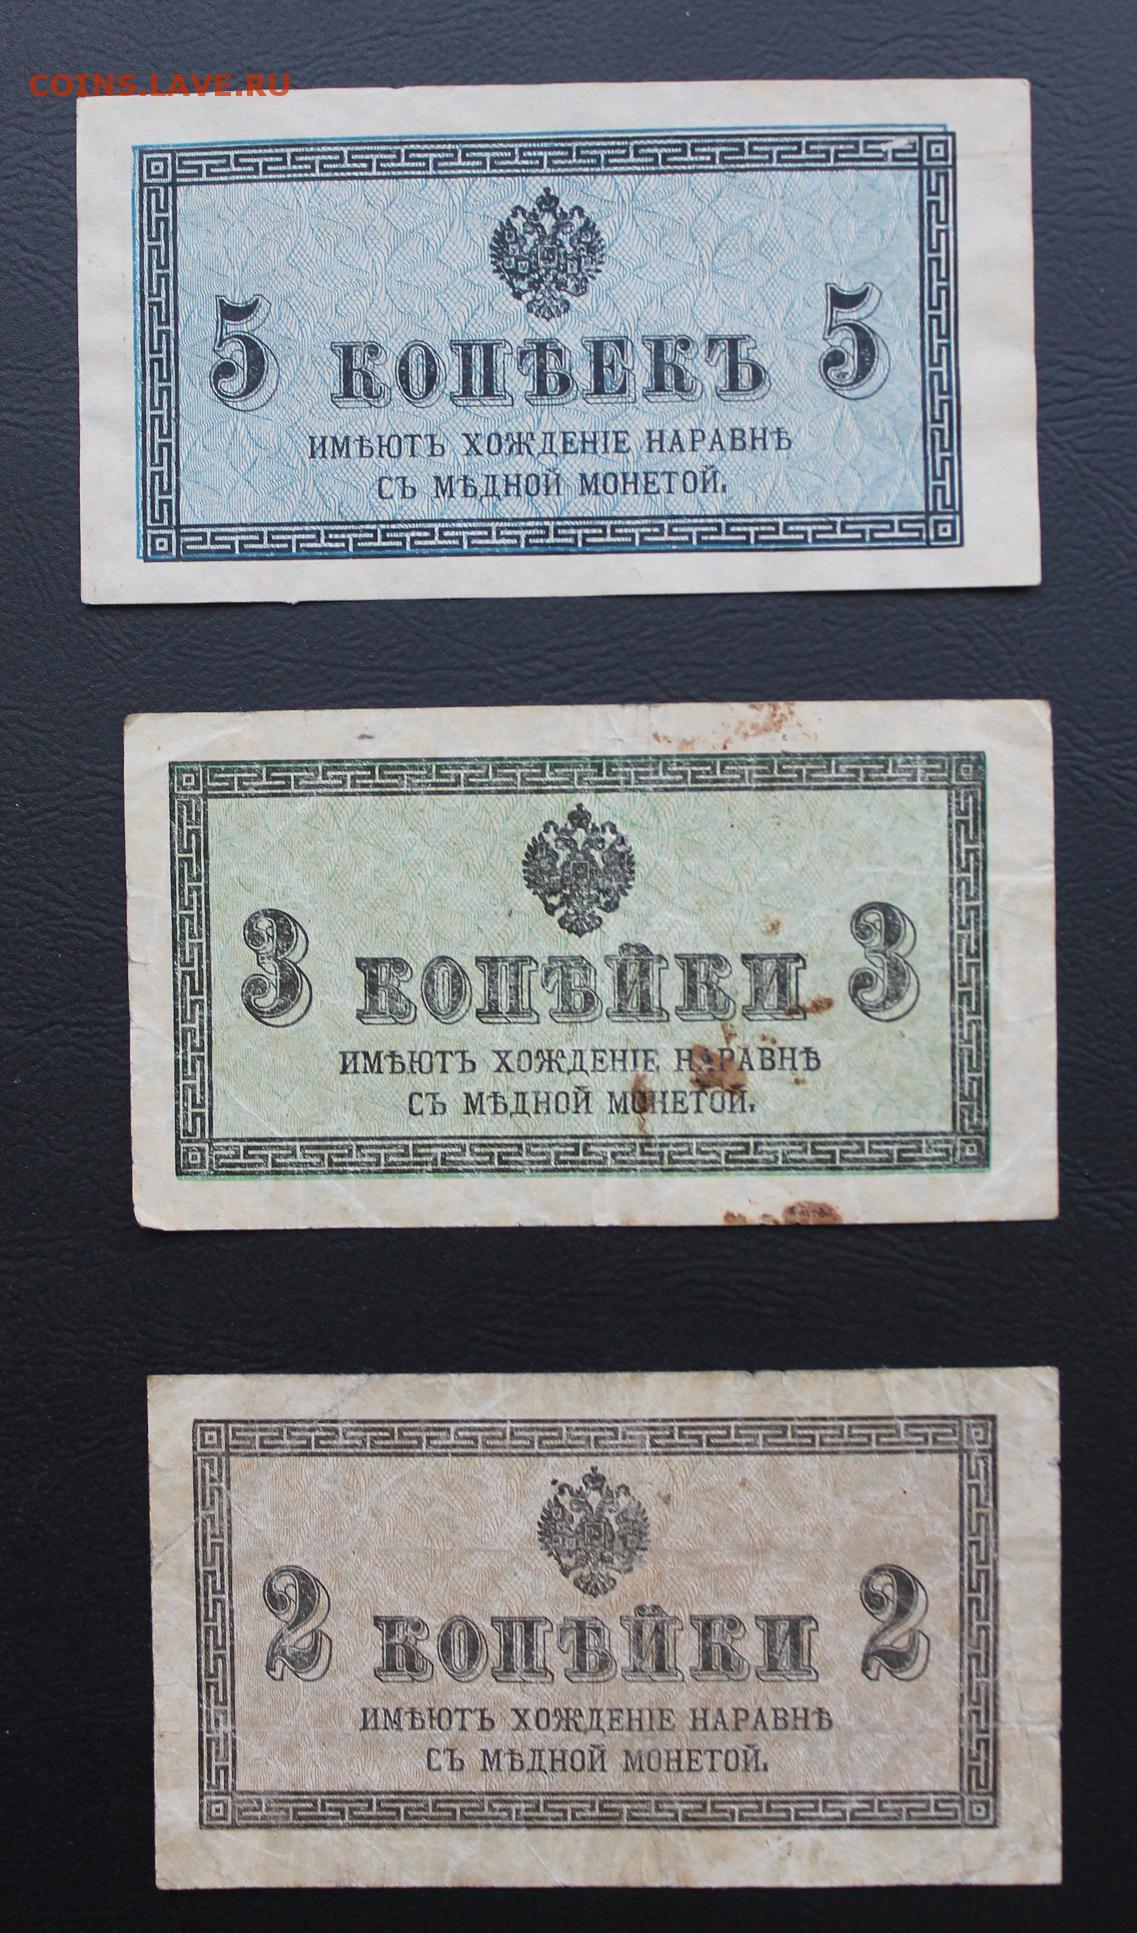 COINS.LAVE.RU
5 КОПѢЕКЪ 5
ИМѢЮТЪ ХОЖДЕНІЕ НАРАВНѢ
СЪ МѢДНОЙ МОНЕТОЙ.
3 КОПѢЙКИ 3
ИМѢЮТЪ ХОЖДЕНІЕ НАРАВНѢ
СЪ МѢДНОЙ МОНЕТОЙ.
2 КОПѢЙКИ 2
ИМѢЮТЪ ХОЖДЕНІЕ НАРАВНѢ
СЪ МѢДНОЙ МОНЕТОЙ.